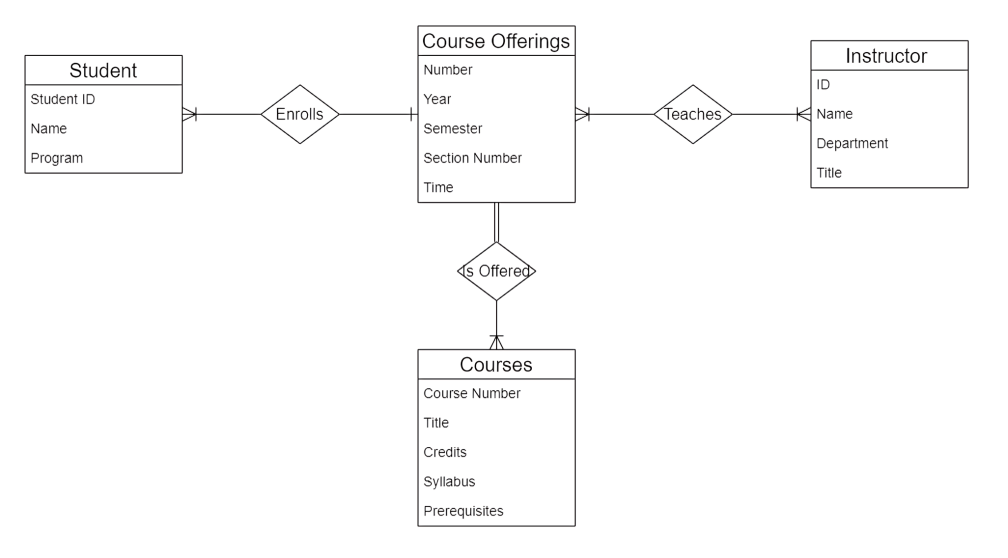 Student
Student ID
Name
Program
Enrolls
Course Offerings
Number
Year
Semester
Section Number
Time
Teaches
Instructor
ID
Name
Department
Title
Is Offered
Courses
Course Number
Title
Credits
Syllabus
Prerequisites